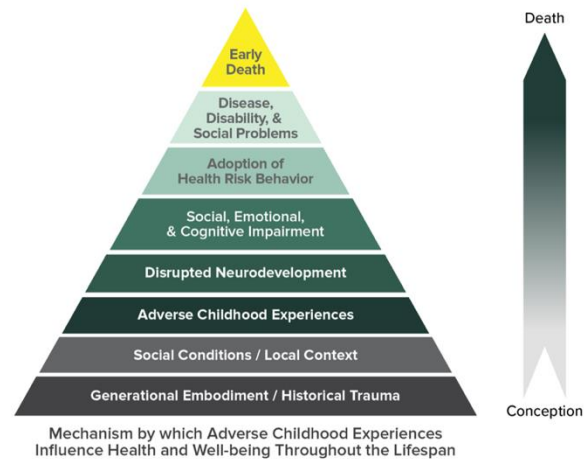 Early
Death
Disease,
Disability, &
Social Problems
Adoption of
Health Risk Behavior
Social, Emotional,
& Cognitive Impairment
Disrupted Neurodevelopment
Adverse Childhood Experiences
Social Conditions / Local Context
Generational Embodiment / Historical Trauma
Mechanism by which Adverse Childhood Experiences
Influence Health and Well-being Throughout the Lifespan
Death
Conception